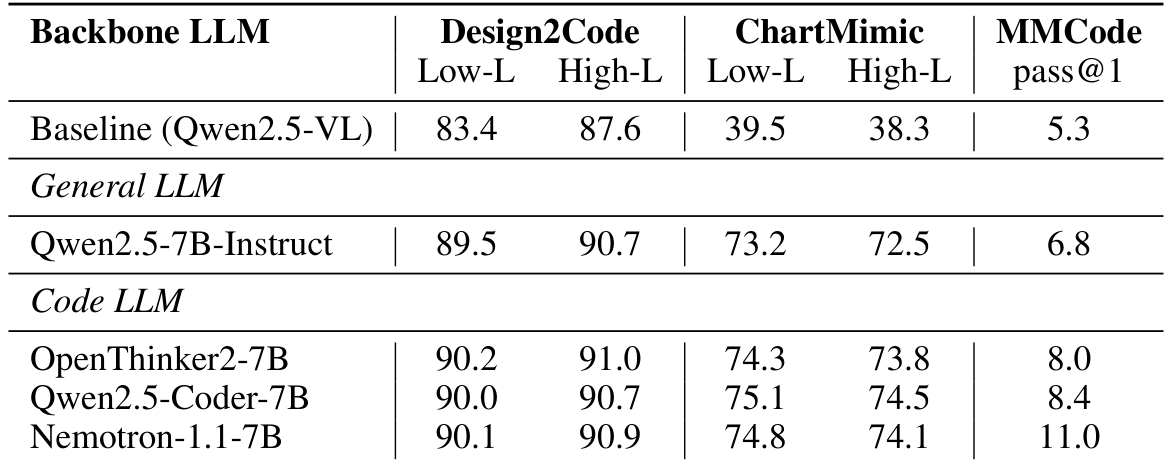 Backbone LLM Design2Code ChartMimic MMCode
Low-L High-L Low-L High-L pass@1
Baseline (Qwen2.5-VL) 83.4 87.6 39.5 38.3 5.3
General LLM
Qwen2.5-7B-Instruct 89.5 90.7 73.2 72.5 6.8
Code LLM
OpenThinker2-7B 90.2 91.0 74.3 73.8 8.0
Qwen2.5-Coder-7B 90.0 90.7 75.1 74.5 8.4
Nemotron-1.1-7B 90.1 90.9 74.8 74.1 11.0